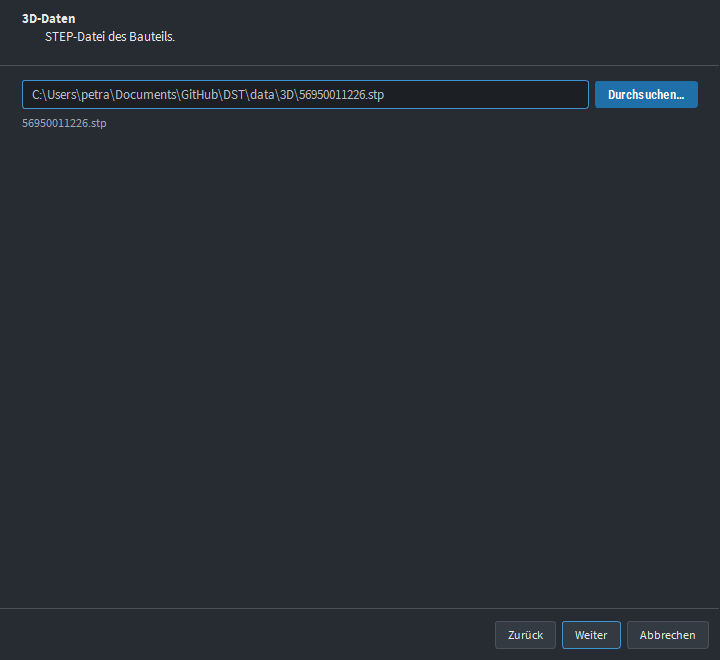 3D-Daten
STEP-Datei des Bauteils.
C:\Users\petra\Documents\GitHub\DST\data\3D\56950011226.stp
Durchsuchen...
56950011226.stp
Zurück
Weiter
Abbrechen